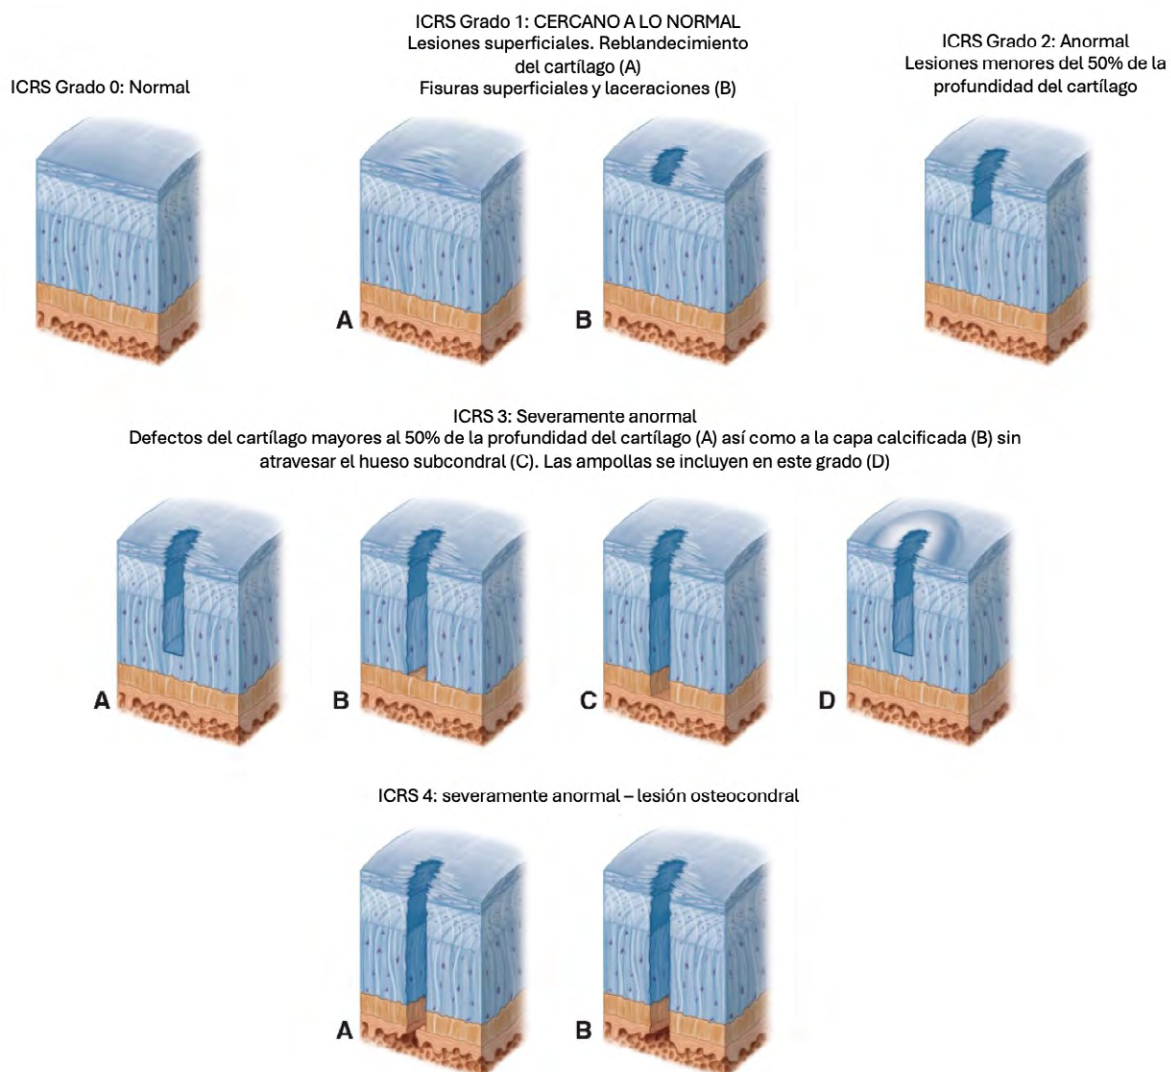 ICRS Grado 0: Normal
ICRS Grado 1: CERCANO A LO NORMAL
Lesiones superficiales. Reblandecimiento
del cartílago (A)
Fisuras superficiales y laceraciones (B)
ICRS Grado 2: Anormal
Lesiones menores del 50% de la
profundidad del cartílago
A
B
ICRS 3: Severamente anormal
Defectos del cartílago mayores al 50% de la profundidad del cartílago (A) así como a la capa calcificada (B) sin
atravesar el hueso subcondral (C). Las ampollas se incluyen en este grado (D)
A
B
C
D
ICRS 4: severamente anormal – lesión osteocondral
A
B